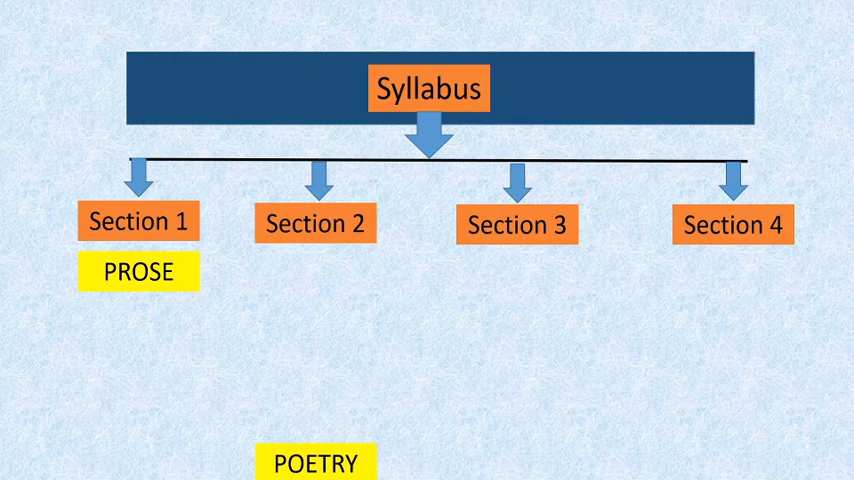 Syllabus
Section 1
Section 2
Section 3
Section 4
PROSE
POETRY